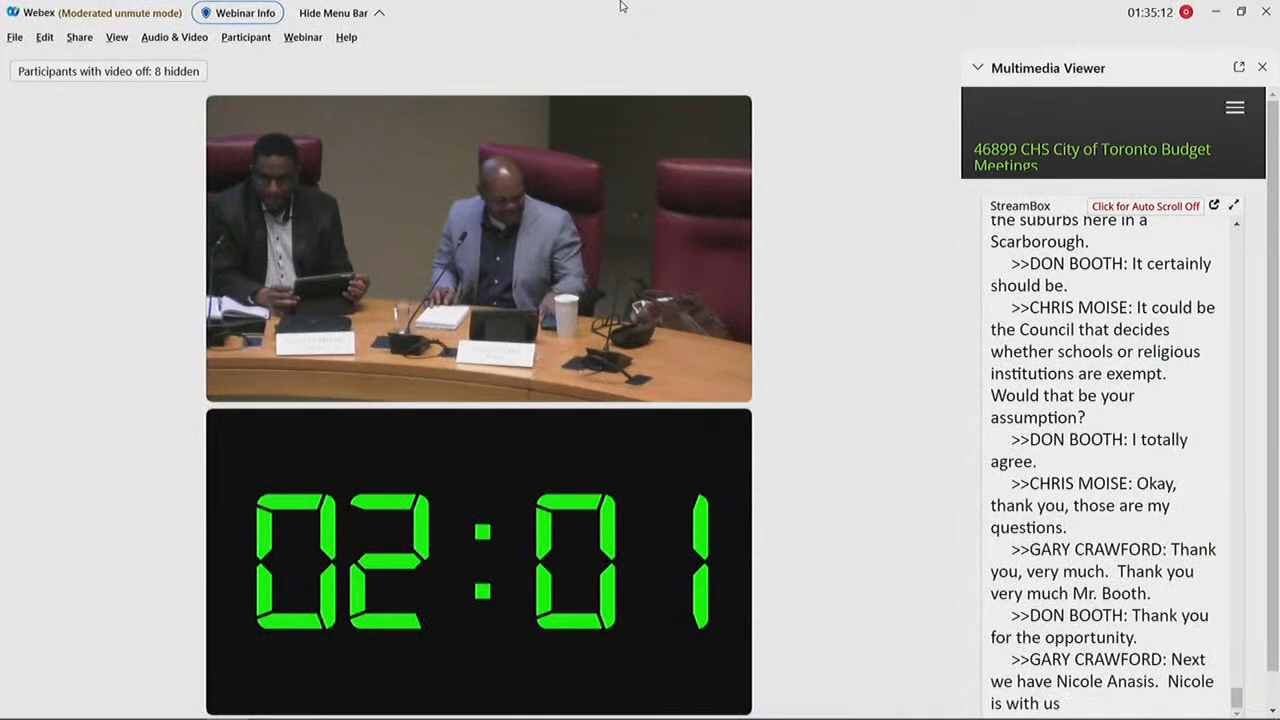 Webex (Moderated unmute mode) Webinar Info Hide Menu Bar 01:35:12
File Edit Share View Audio & Video Participant Webinar Help
Participants with video off: 8 hidden
02:01
Multimedia Viewer
46899 CHS City of Toronto Budget
Meetings
StreamBox Click for Auto Scroll Off
the suburbs here in a
Scarborough.
>>DON BOOTH: It certainly
should be.
>>CHRIS MOISE: It could be
the Council that decides
whether schools or religious
institutions are exempt.
Would that be your
assumption?
>>DON BOOTH: I totally
agree.
>>CHRIS MOISE: Okay,
thank you, those are my
questions.
>>GARY CRAWFORD: Thank
you, very much. Thank you
very much Mr. Booth.
>>DON BOOTH: Thank you
for the opportunity.
>>GARY CRAWFORD: Next
we have Nicole Anasis. Nicole
is with us